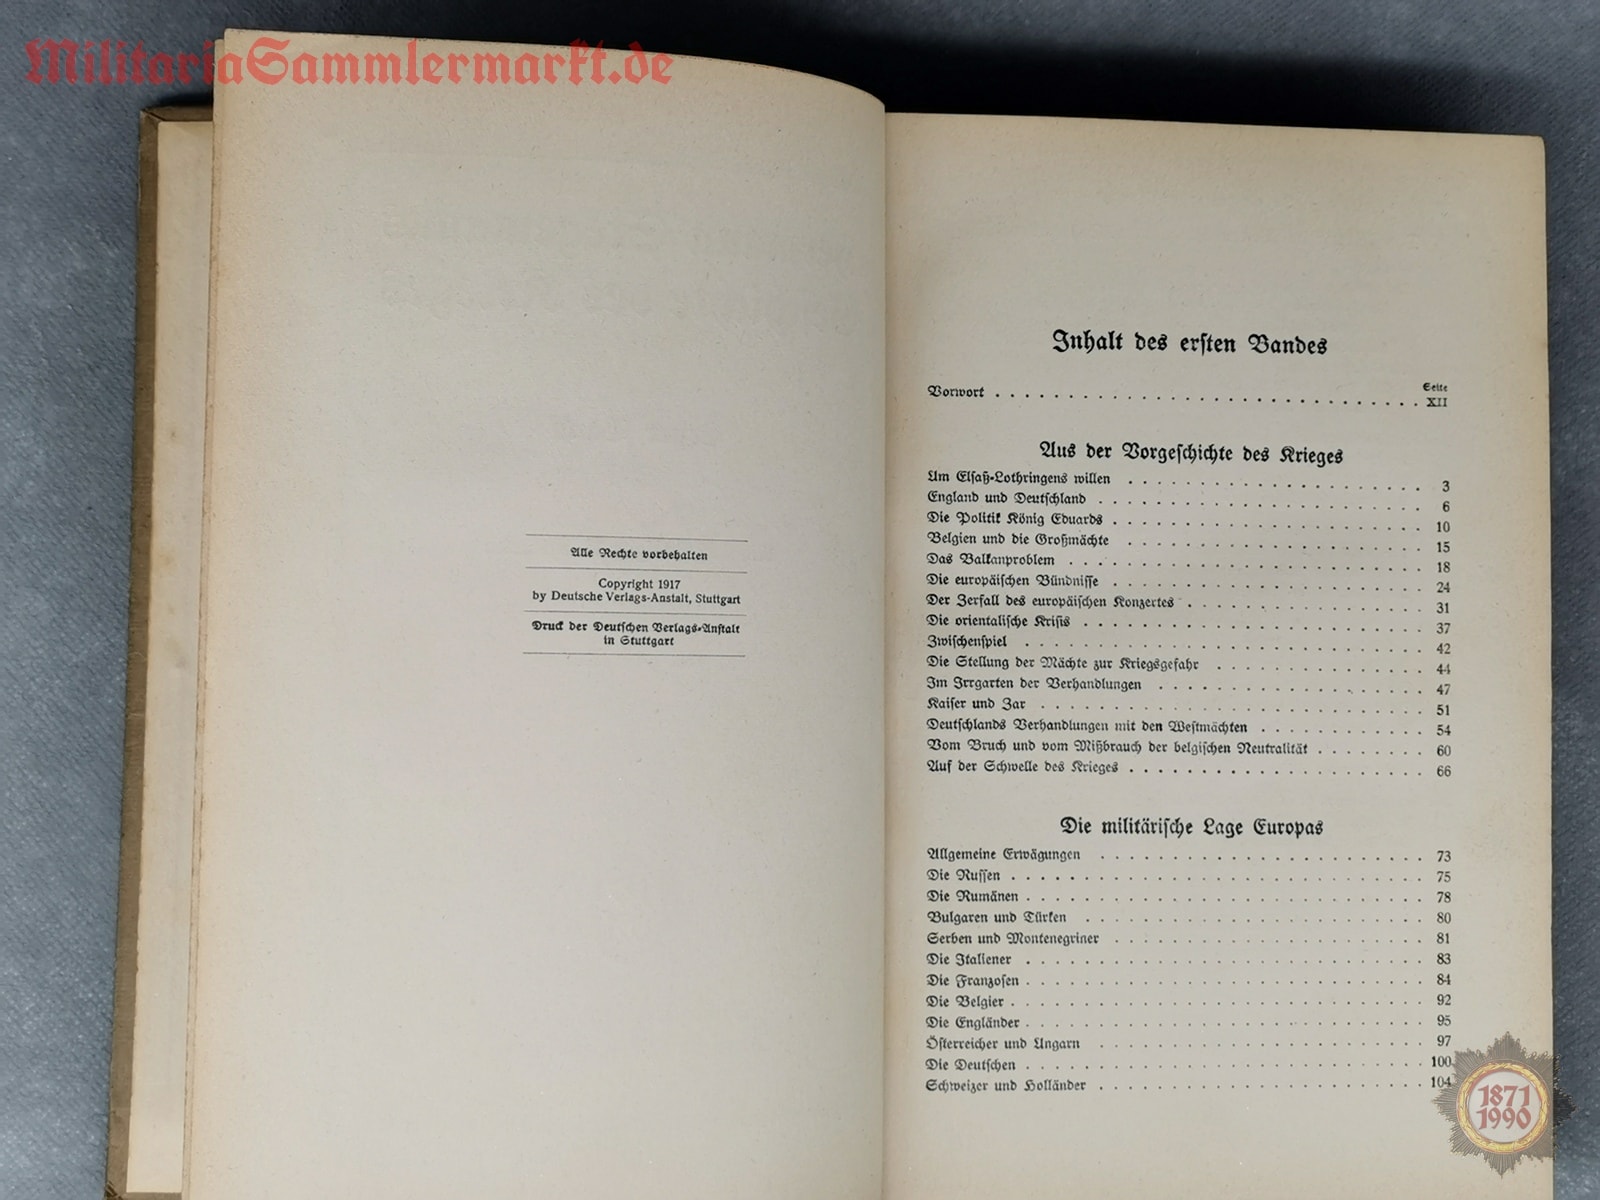 MilitariaSammlermarkt.de
Alle Rechte vorbehalten
Copyright 1917
by Deutsche Verlags-Anstalt, Stuttgart
Druck der Deutschen Verlags-Anstalt
in Stuttgart
Inhalt des ersten Bandes
Seite
Vorwort . . . . . . . . . . . . . . . . . . . . XII
Aus der Vorgeschichte des Krieges
Um Elsaß-Lothringens willen . . . . . . . . . . 3
England und Deutschland . . . . . . . . . . 6
Die Politik König Eduards . . . . . . . . . . 10
Belgien und die Großmächte . . . . . . . . . . 15
Das Balkanproblem . . . . . . . . . . 18
Die europäischen Bündnisse . . . . . . . . . . 24
Der Zerfall des europäischen Konzertes . . . . . . . . . . 31
Die orientalische Krisis . . . . . . . . . . 37
Zwischenspiel . . . . . . . . . . 42
Die Stellung der Mächte zur Kriegsgefahr . . . . . . . . . . 44
Im Irrgarten der Verhandlungen . . . . . . . . . . 47
Kaiser und Zar . . . . . . . . . . 51
Deutschlands Verhandlungen mit den Westmächten . . . . . . . . . . 54
Vom Bruch und vom Mißbrauch der belgischen Neutralität . . . . . . . . 60
Auf der Schwelle des Krieges . . . . . . . . . . 66
Die militärische Lage Europas
Allgemeine Erwägungen . . . . . . . . . . 73
Die Russen . . . . . . . . . . 75
Die Rumänen . . . . . . . . . . 78
Bulgaren und Türken . . . . . . . . . . 80
Serben und Montenegriner . . . . . . . . . . 81
Die Italiener . . . . . . . . . . 83
Die Franzosen . . . . . . . . . . 84
Die Belgier . . . . . . . . . . 92
Die Engländer . . . . . . . . . . 95
Österreicher und Ungarn . . . . . . . . . . 97
Die Deutschen . . . . . . . . . . 100
Schweizer und Holländer . . . . . . . . . . 104
1871
1990